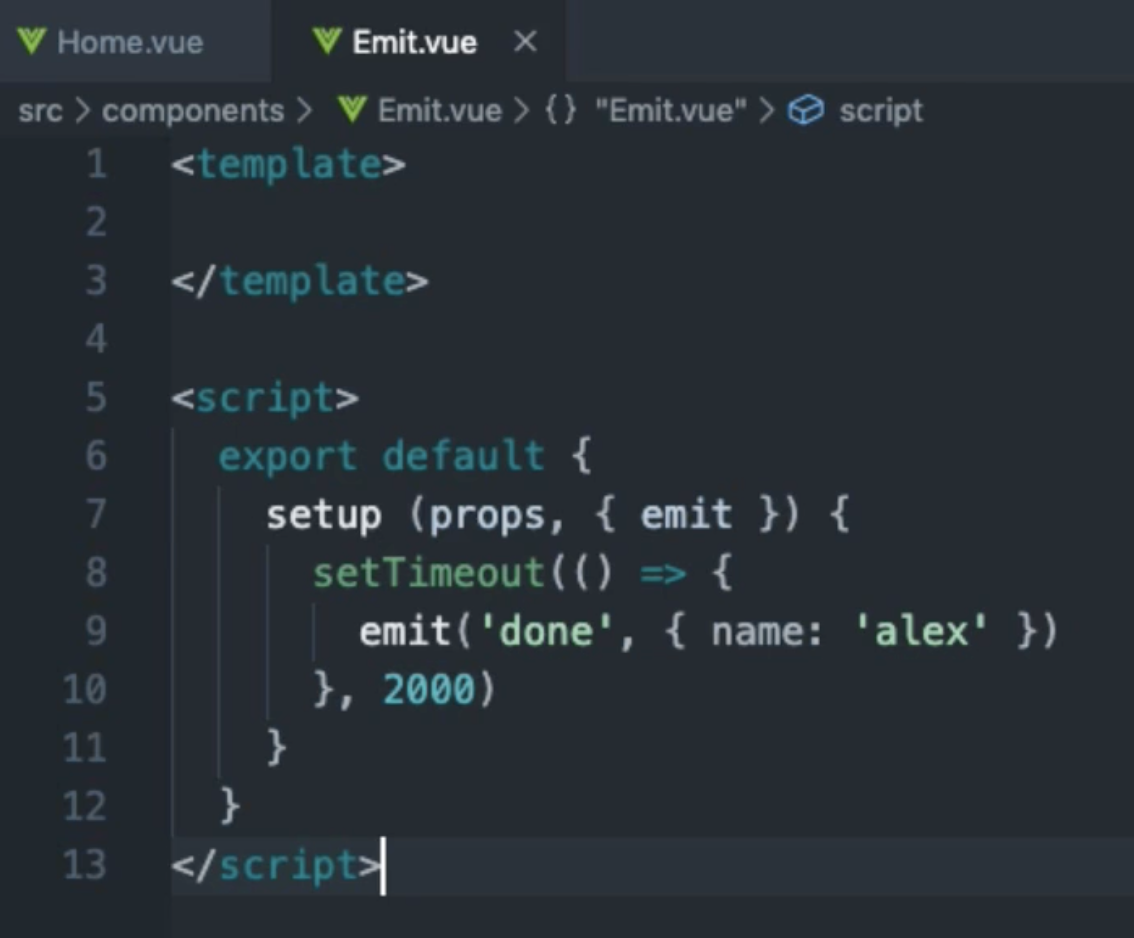 Home.vue Emit.vue ×
src > components > Emit.vue > {} "Emit.vue" > script
1 <template>
2
3 </template>
4
5 <script>
6 export default {
7 setup (props, { emit }) {
8 setTimeout(() => {
9 emit('done', { name: 'alex' })
10 }, 2000)
11 }
12 }
13 </script>